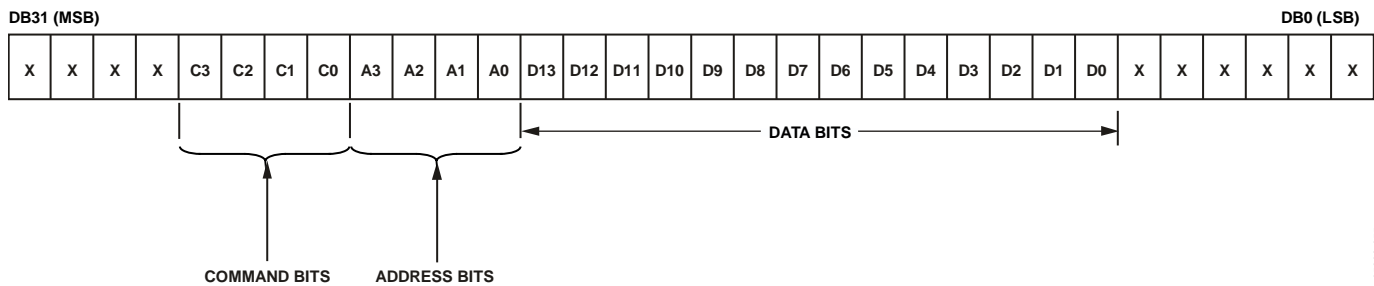 DB31 (MSB) DB0 (LSB)
X X X X C3 C2 C1 C0 A3 A2 A1 A0 D13 D12 D11 D10 D9 D8 D7 D6 D5 D4 D3 D2 D1 D0 X X X X X X
DATA BITS
COMMAND BITS ADDRESS BITS